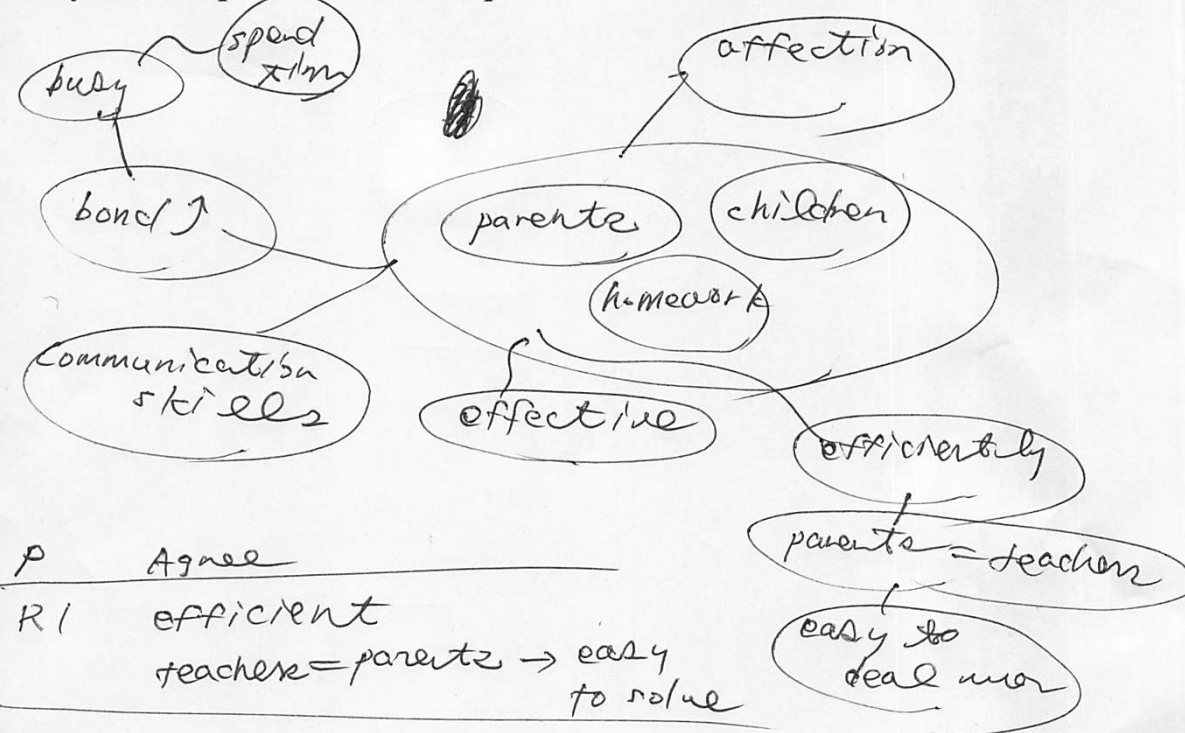 spend
time
busy
affection
bond ↑
parents
children
homework
communication
skills
effective
efficiently
parents = teachers
easy to
deal
P Agree
R1 efficient
teachers = parents → easy
to solve